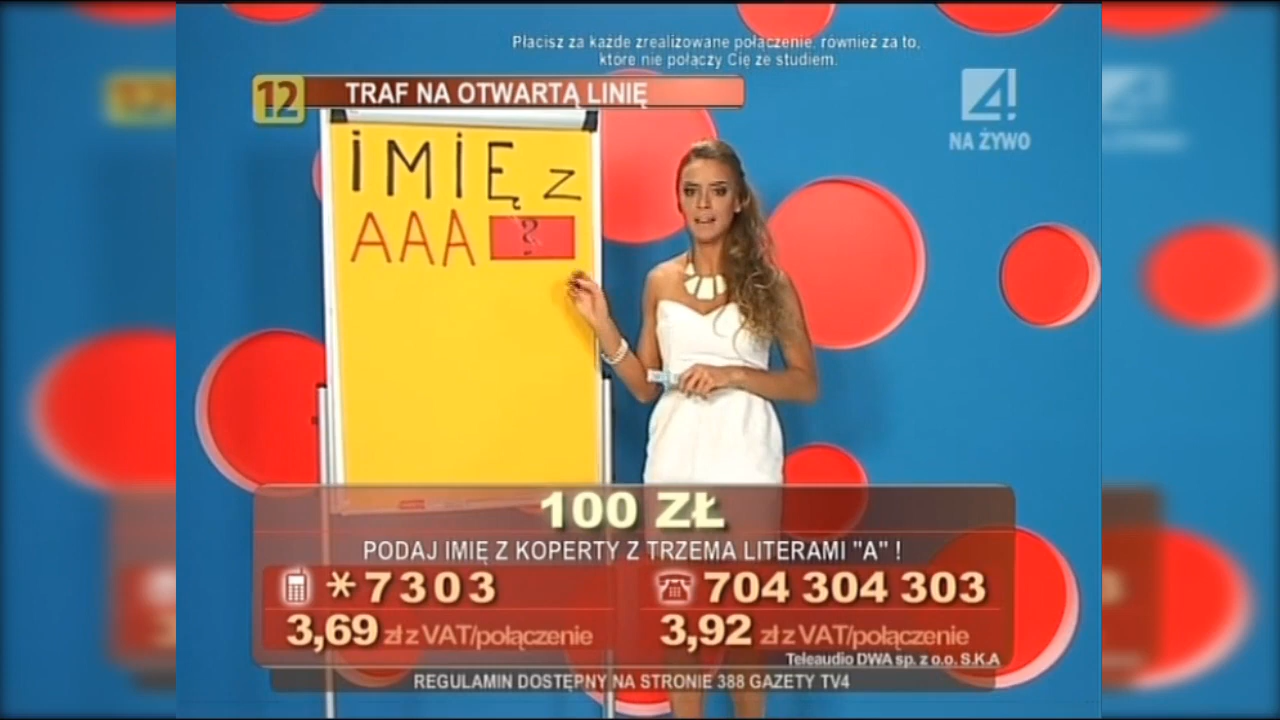 Płacisz za każde zrealizowane połączenie, również za to,
które nie połączy Cię ze studiem.
12
TRAF NA OTWARTĄ LINIĘ
4!
NA ŻYWO
IMIĘ Z
AAA ?
100 ZŁ
PODAJ IMIĘ Z KOPERTY Z TRZEMA LITERAMI "A" !
*7303
704 304 303
3,69 zł z VAT/połączenie
3,92 zł z VAT/połączenie
Teleaudio DWA sp. z o.o. S.K.A
REGULAMIN DOSTĘPNY NA STRONIE 388 GAZETY TV4